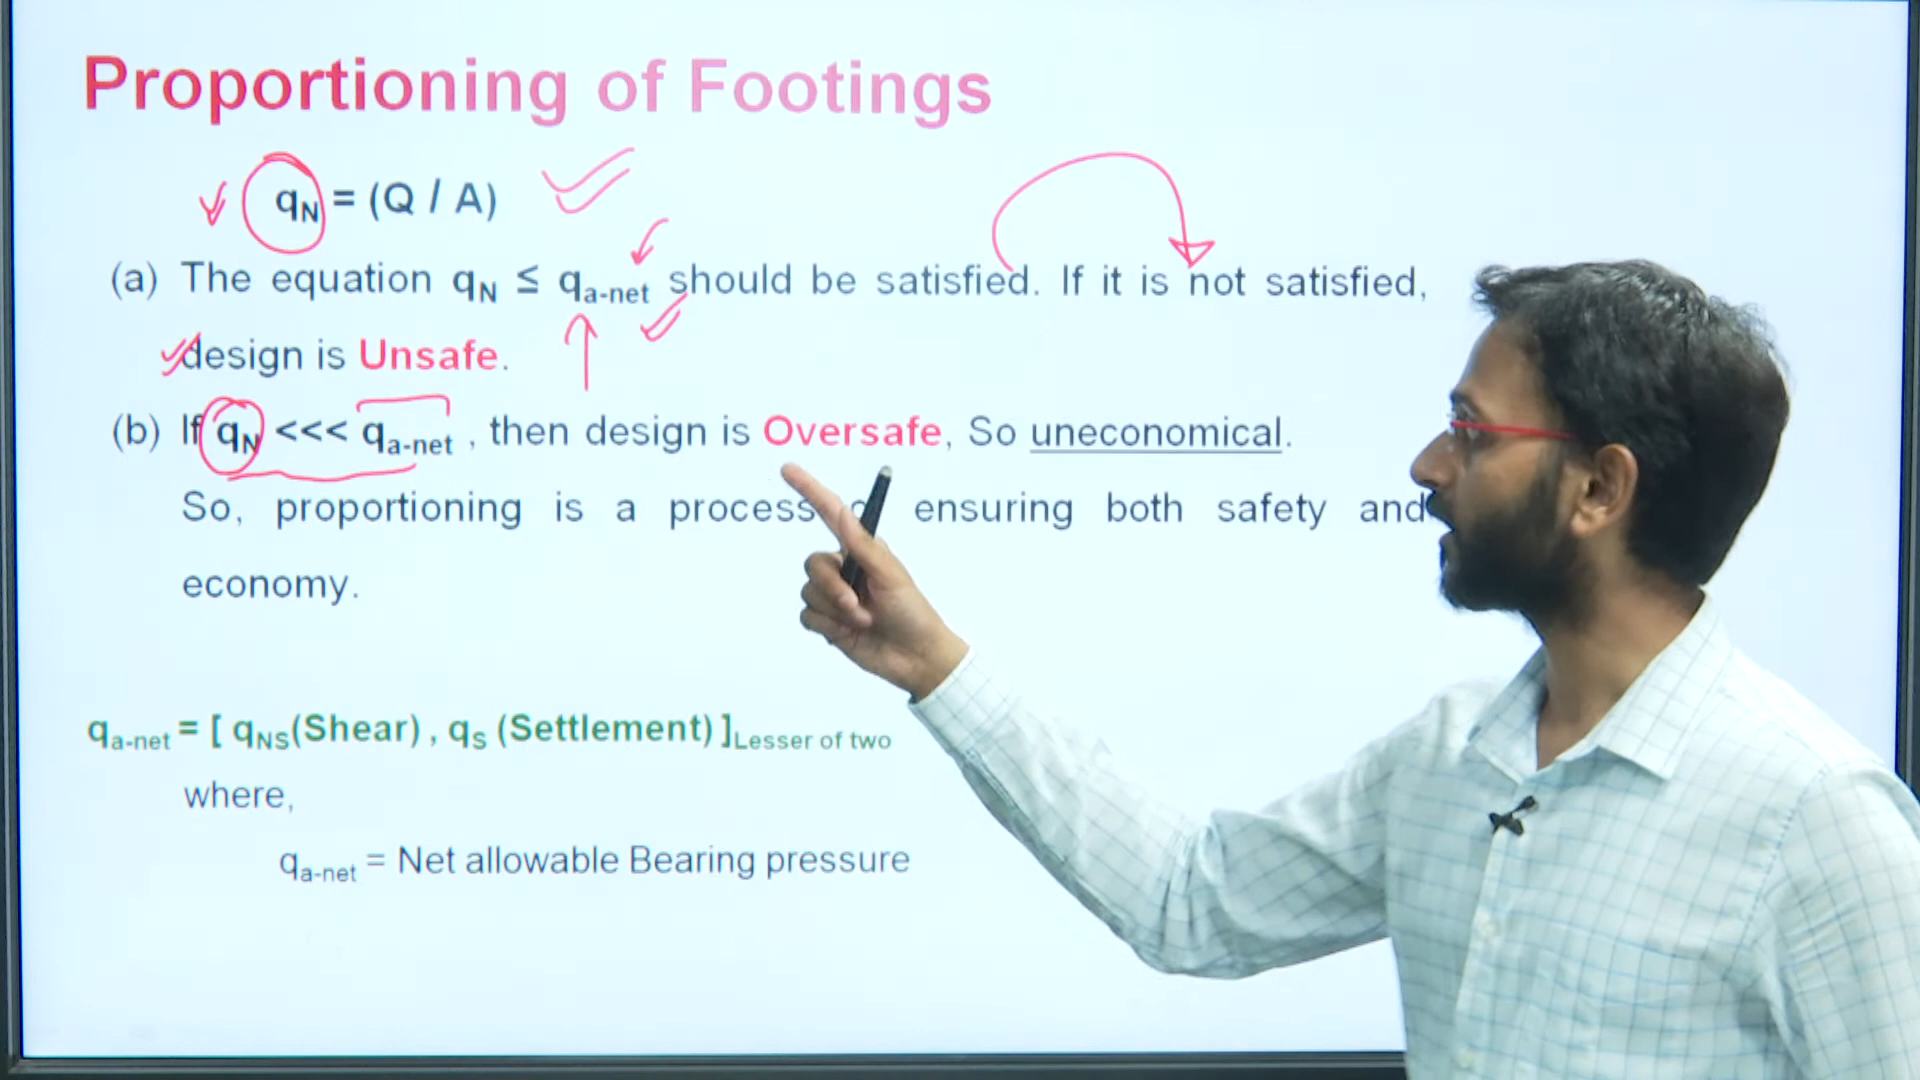 Proportioning of Footings
qN = (Q / A)
(a) The equation qN ≤ qa-net should be satisfied. If it is not satisfied,
design is Unsafe.
(b) If qN <<< qa-net , then design is Oversafe, So uneconomical.
So, proportioning is a process ensuring both safety and
economy.
qa-net = [ qNS(Shear) , qS (Settlement) ]Lesser of two
where,
qa-net = Net allowable Bearing pressure